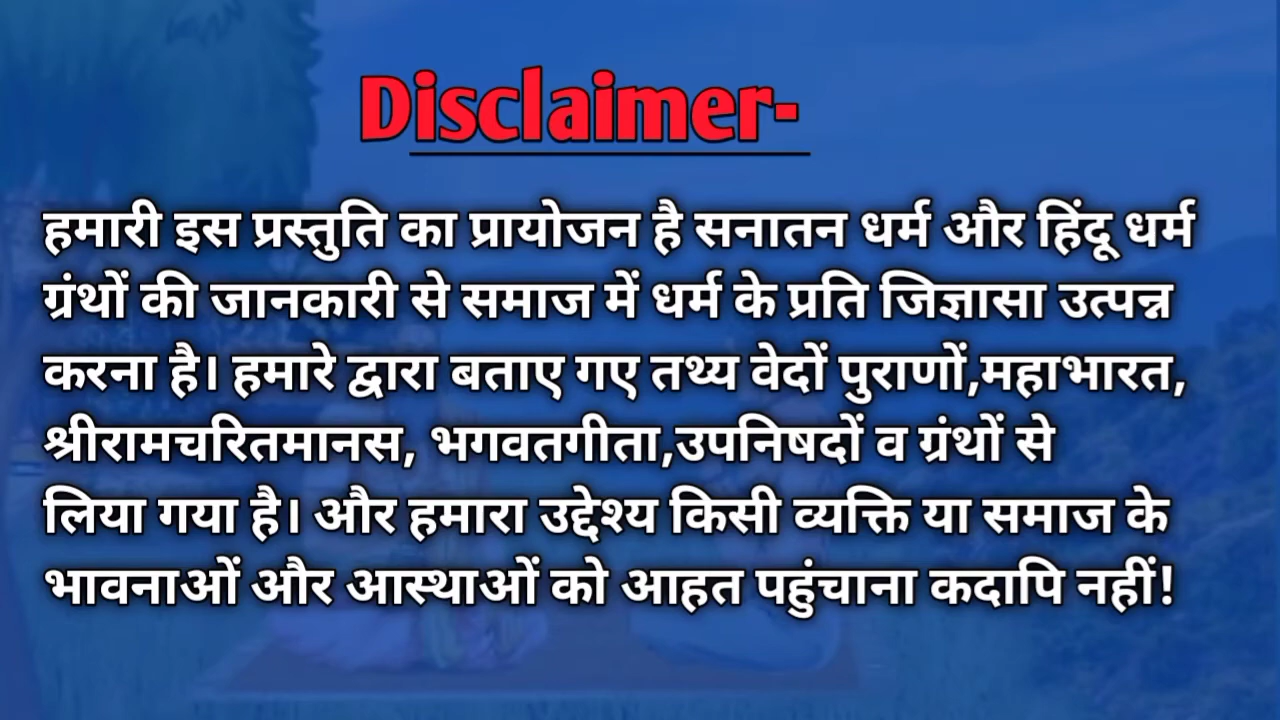 Disclaimer-
हमारी इस प्रस्तुति का प्रायोजन है सनातन धर्म और हिंदू धर्म
ग्रंथों की जानकारी से समाज में धर्म के प्रति जिज्ञासा उत्पन्न
करना है। हमारे द्वारा बताए गए तथ्य वेदों पुराणों,महाभारत,
श्रीरामचरितमानस, भगवतगीता,उपनिषदों व ग्रंथों से
लिया गया है। और हमारा उद्देश्य किसी व्यक्ति या समाज के
भावनाओं और आस्थाओं को आहत पहुंचाना कदापि नहीं!